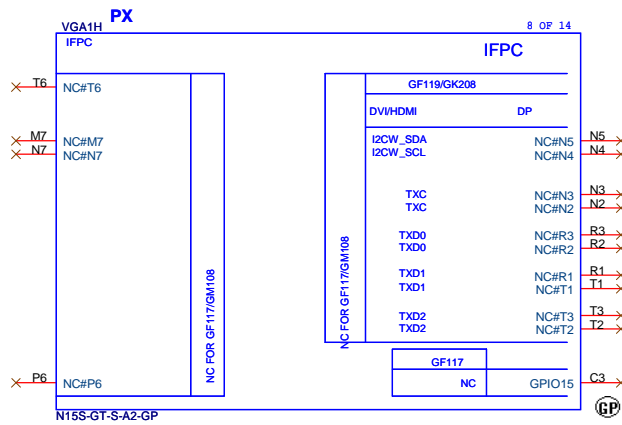 PX
VGA1H
8 OF 14
IFPC
IFPC
T6
NC#T6
M7
NC#M7
N7
NC#N7
P6
NC#P6
NC FOR GF117/GM108
NC FOR GF117/GM108
GF119/GK208
DVI/HDMI DP
I2CW_SDA NC#N5 N5
I2CW_SCL NC#N4 N4
TXC NC#N3 N3
TXC NC#N2 N2
TXD0 NC#R3 R3
TXD0 NC#R2 R2
TXD1 NC#R1 R1
TXD1 NC#T1 T1
TXD2 NC#T3 T3
TXD2 NC#T2 T2
GF117
NC GPIO15 C3
N15S-GT-S-A2-GP
GP